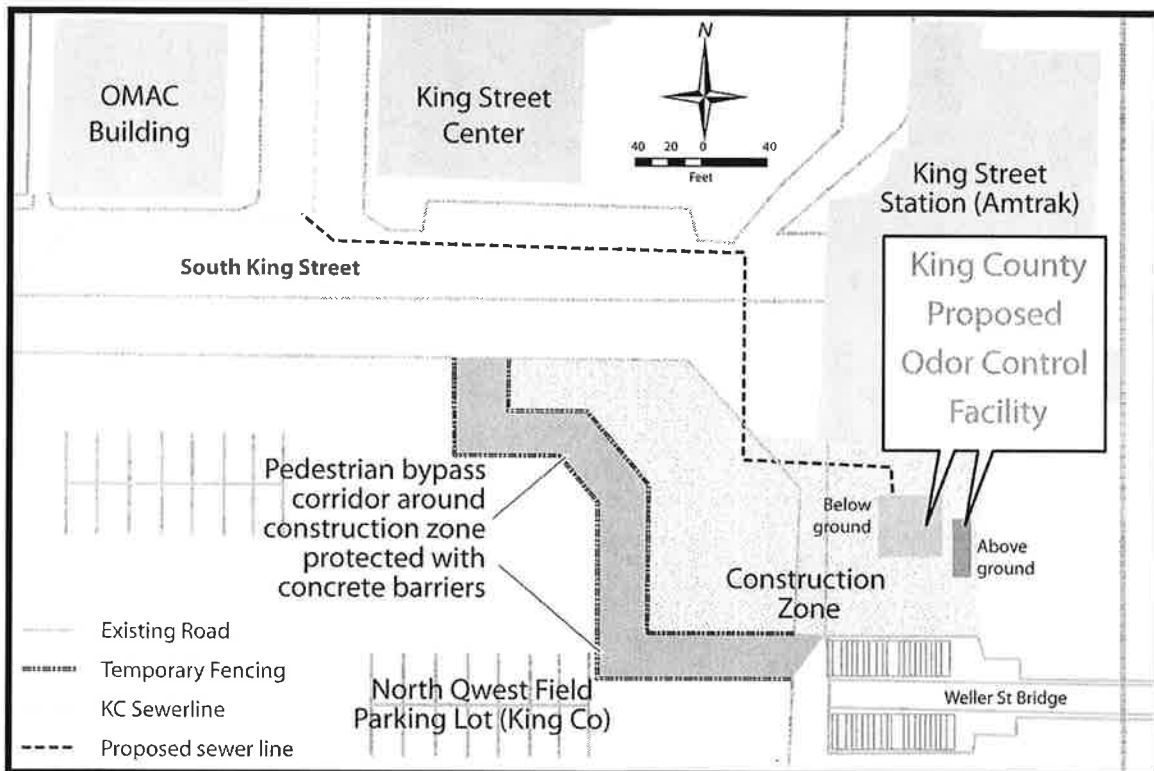 OMAC
Building
King Street
Center
N
40 20 0 40
Feet
King Street
Station (Amtrak)
South King Street
King County
Proposed
Odor Control
Facility
Pedestrian bypass
corridor around
construction zone
protected with
concrete barriers
Below
ground
Above
ground
Construction
Zone
Existing Road
Temporary Fencing
KC Sewerline
Proposed sewer line
North Qwest Field
Parking Lot (King Co)
Weller St Bridge